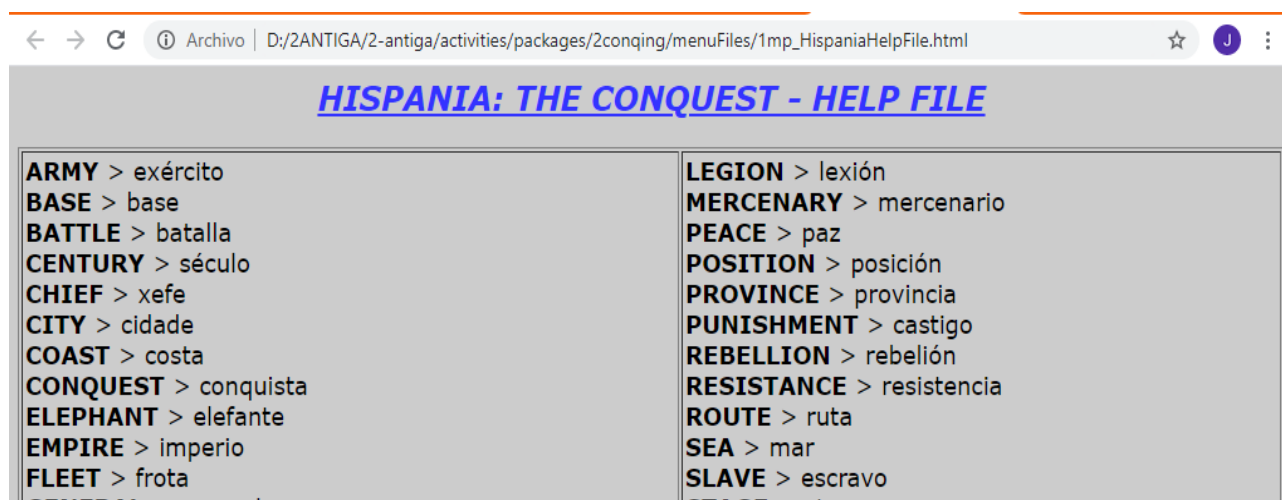 Archivo | D:/2ANTIGA/2-antiga/activities/packages/2conqing/menuFiles/1mp_HispaniaHelpFile.html
J
HISPANIA: THE CONQUEST - HELP FILE
ARMY > exército
BASE > base
BATTLE > batalla
CENTURY > século
CHIEF > xefe
CITY > cidade
COAST > costa
CONQUEST > conquista
ELEPHANT > elefante
EMPIRE > imperio
FLEET > frota
LEGION > lexión
MERCENARY > mercenario
PEACE > paz
POSITION > posición
PROVINCE > provincia
PUNISHMENT > castigo
REBELLION > rebelión
RESISTANCE > resistencia
ROUTE > ruta
SEA > mar
SLAVE > escravo